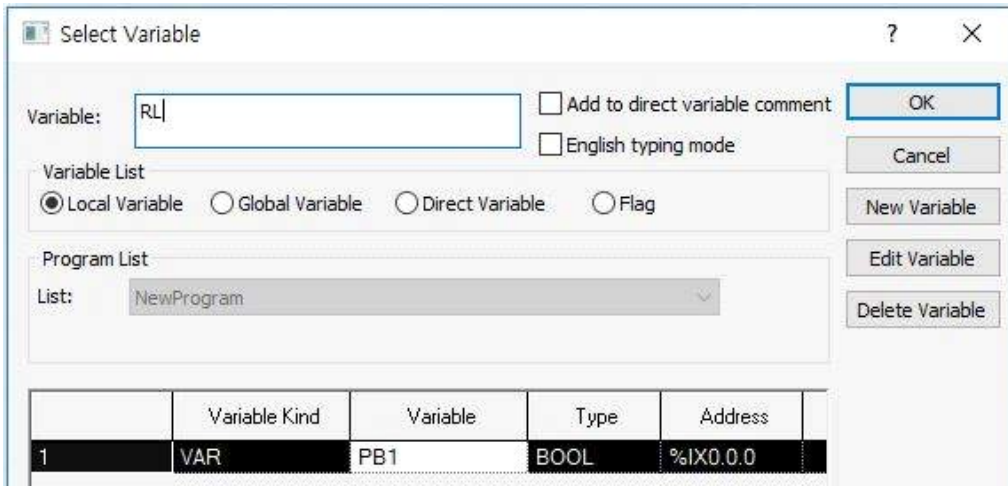 Select Variable ? X
Variable: RL
Add to direct variable comment
English typing mode
OK
Cancel
New Variable
Edit Variable
Delete Variable
Variable List
Local Variable Global Variable Direct Variable Flag
Program List
List: NewProgram
Variable Kind Variable Type Address
1 VAR PB1 BOOL %IX0.0.0